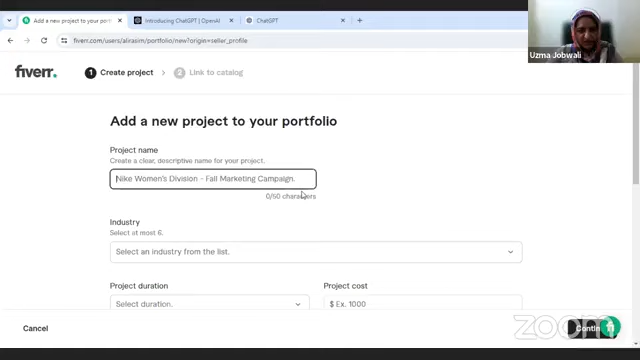 Add a new project to your portfolio
Introducing ChatGPT | OpenAI
ChatGPT
fiverr.com/users/alirasim/portfolio/new?origin=seller_profile
Uzma Jobwali
fiverr.
1 Create project
2 Link to catalog
Add a new project to your portfolio
Project name
Create a clear, descriptive name for your project.
Nike Women's Division - Fall Marketing Campaign.
0/50 characters
Industry
Select at most 6.
Select an industry from the list.
Project duration
Project cost
Select duration.
$ Ex. 1000
Cancel
Contin
zoom